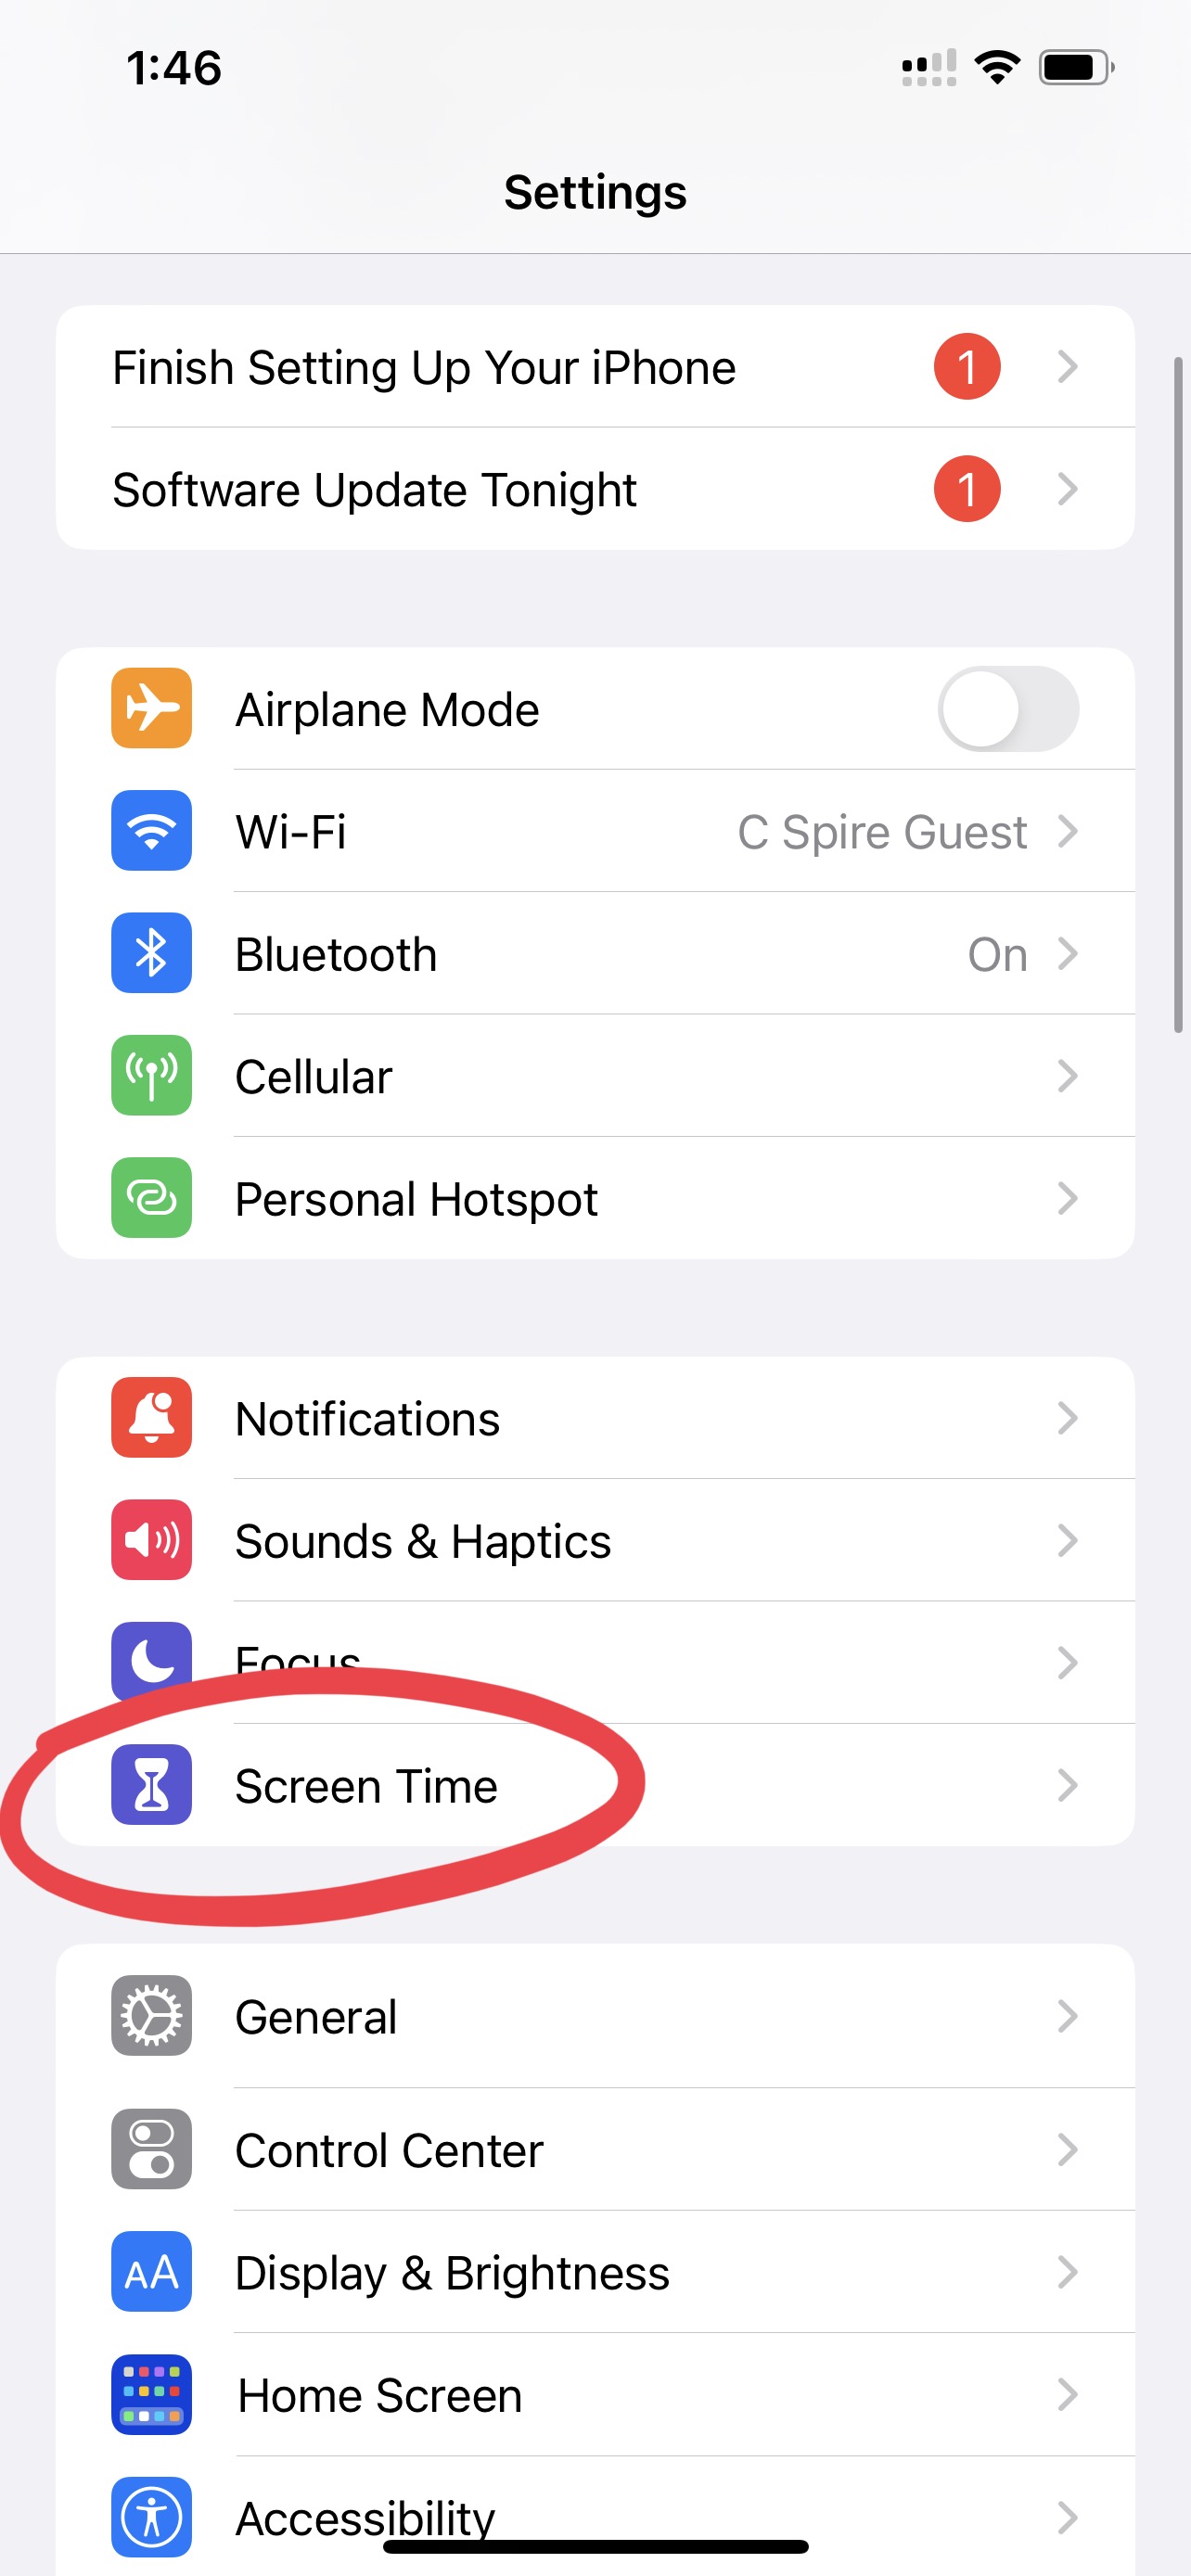 1:46
Settings
Finish Setting Up Your iPhone 1
Software Update Tonight 1
Airplane Mode
Wi-Fi C Spire Guest
Bluetooth On
Cellular
Personal Hotspot
Notifications
Sounds & Haptics
Focus
Screen Time
General
Control Center
AA Display & Brightness
Home Screen
Accessibility